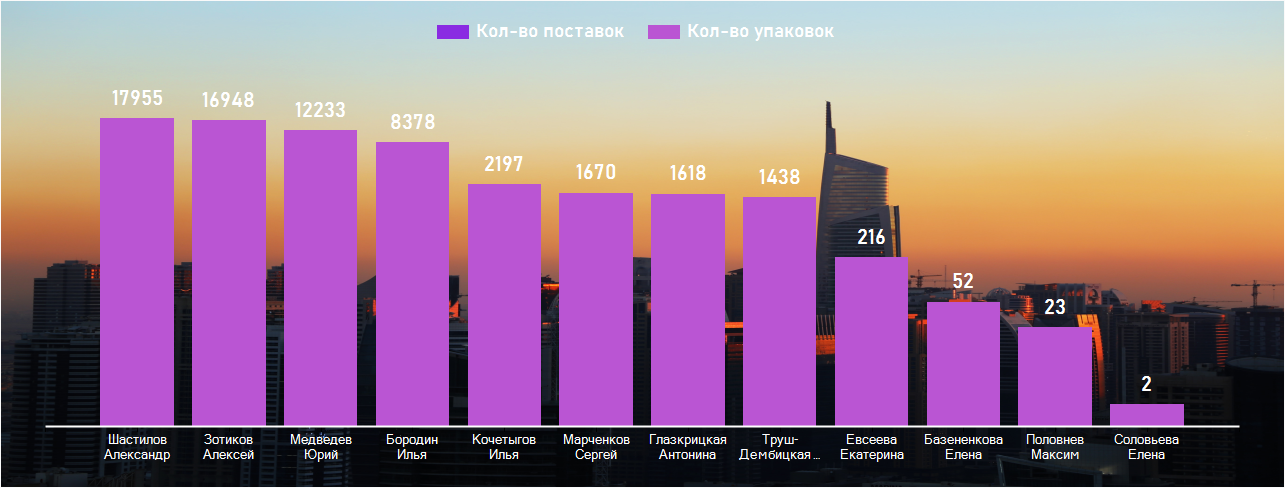 Кол-во поставок Кол-во упаковок
17955 16948 12233 8378 2197 1670 1618 1438 216 52 23 2
Шастилов Зотиков Медведев Бородин Кочетыгов Марченков Глазкрицкая Труш- Евсеева Базененкова Половнев Соловьева
Александр Алексей Юрий Илья Илья Сергей Антонина Дембицкая... Екатерина Елена Максим Елена